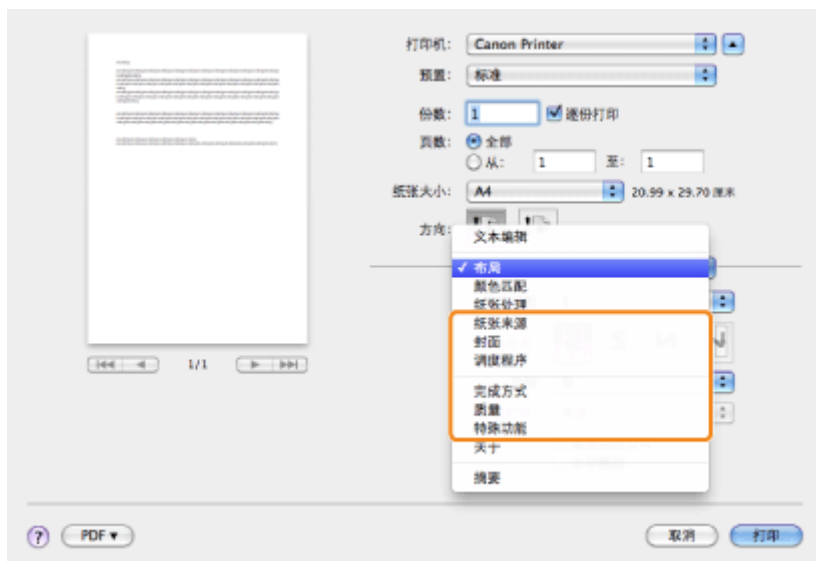 打印机: Canon Printer
预置: 标准
份数: 1 逐份打印
页数: 全部
从: 1 至: 1
纸张大小: A4 20.99 x 29.70 厘米
方向:
文本编辑
✓ 布局
颜色匹配
纸张处理
纸张来源
封面
调度程序
完成方式
质量
特殊功能
关于
摘要
1/1
? PDF ▼ 取消 打印